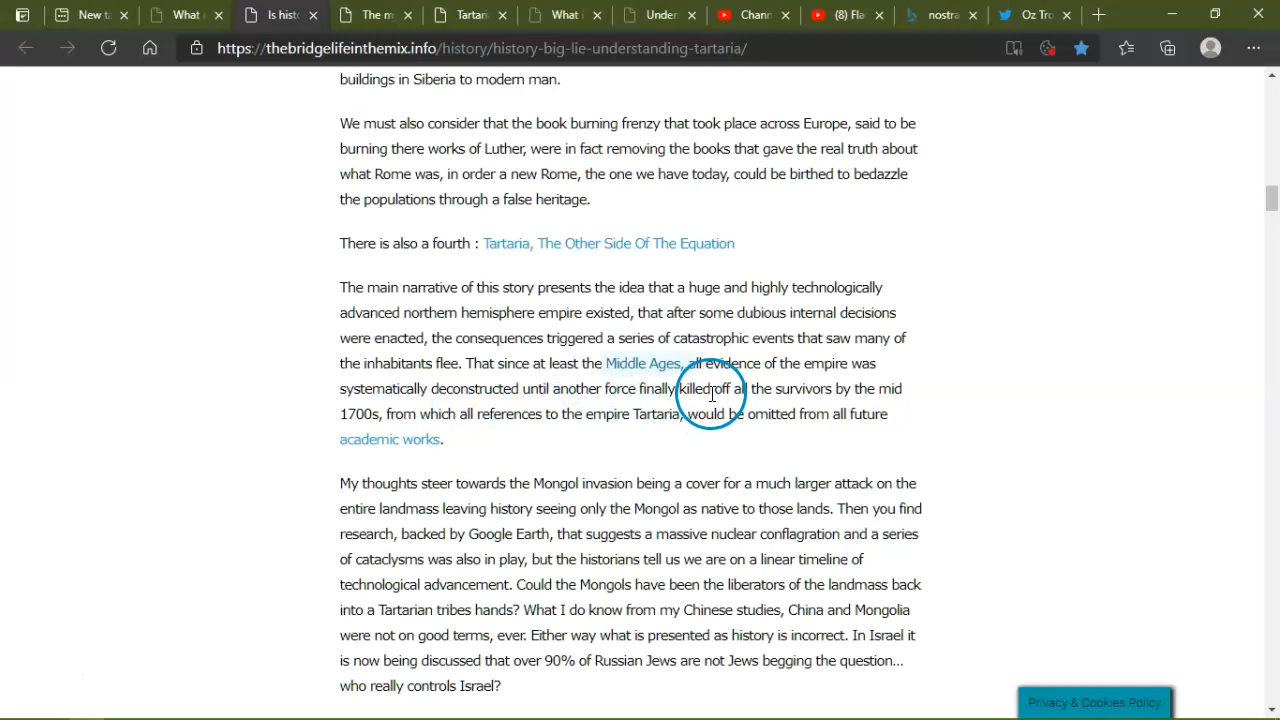 New ta
What i
Is histo
The m
Tartari
What i
Under
Chann
(8) Fla
nostra
Oz Tro
https://thebridgelifeinthemix.info/history/history-big-lie-understanding-tartaria/
buildings in Siberia to modern man.
We must also consider that the book burning frenzy that took place across Europe, said to be
burning there works of Luther, were in fact removing the books that gave the real truth about
what Rome was, in order a new Rome, the one we have today, could be birthed to bedazzle
the populations through a false heritage.
There is also a fourth : Tartaria, The Other Side Of The Equation
The main narrative of this story presents the idea that a huge and highly technologically
advanced northern hemisphere empire existed, that after some dubious internal decisions
were enacted, the consequences triggered a series of catastrophic events that saw many of
the inhabitants flee. That since at least the Middle Ages, all evidence of the empire was
systematically deconstructed until another force finally killed off all the survivors by the mid
1700s, from which all references to the empire Tartaria, would be omitted from all future
academic works.
My thoughts steer towards the Mongol invasion being a cover for a much larger attack on the
entire landmass leaving history seeing only the Mongol as native to those lands. Then you find
research, backed by Google Earth, that suggests a massive nuclear conflagration and a series
of cataclysms was also in play, but the historians tell us we are on a linear timeline of
technological advancement. Could the Mongols have been the liberators of the landmass back
into a Tartarian tribes hands? What I do know from my Chinese studies, China and Mongolia
were not on good terms, ever. Either way what is presented as history is incorrect. In Israel it
is now being discussed that over 90% of Russian Jews are not Jews begging the question...
who really controls Israel?
Privacy & Cookies Policy